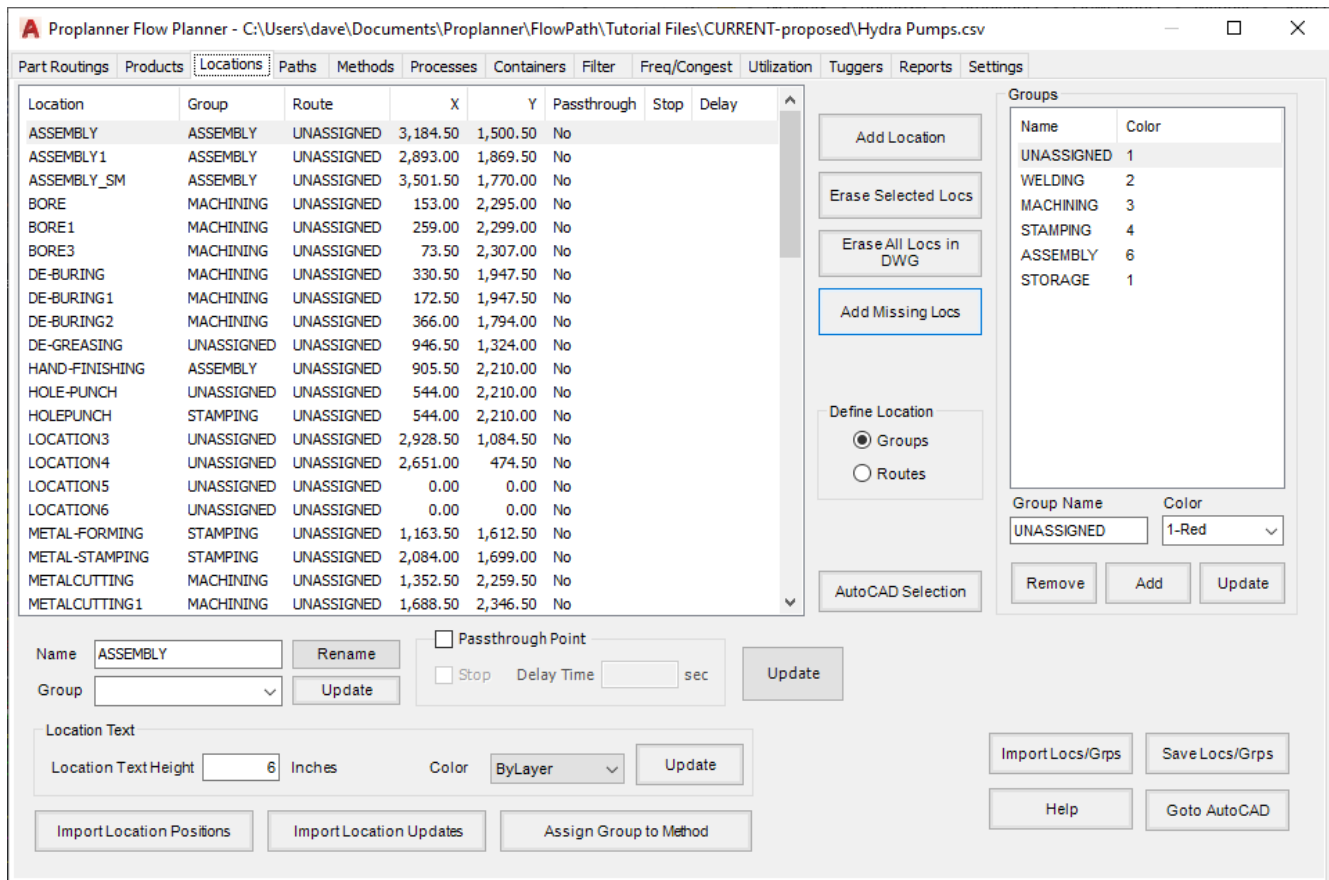 Proplanner Flow Planner - C:\Users\dave\Documents\Proplanner\FlowPath\Tutorial Files\CURRENT-proposed\Hydra Pumps.csv
Part Routings Products Locations Paths Methods Processes Containers Filter Freq/Congest Utilization Tuggers Reports Settings
Location Group Route X Y Passthrough Stop Delay
ASSEMBLY ASSEMBLY UNASSIGNED 3,184.50 1,500.50 No
ASSEMBLY1 ASSEMBLY UNASSIGNED 2,893.00 1,869.50 No
ASSEMBLY_SM ASSEMBLY UNASSIGNED 3,501.50 1,770.00 No
BORE MACHINING UNASSIGNED 153.00 2,295.00 No
BORE1 MACHINING UNASSIGNED 259.00 2,299.00 No
BORE3 MACHINING UNASSIGNED 73.50 2,307.00 No
DE-BURING MACHINING UNASSIGNED 330.50 1,947.50 No
DE-BURING1 MACHINING UNASSIGNED 172.50 1,947.50 No
DE-BURING2 MACHINING UNASSIGNED 366.00 1,794.00 No
DE-GREASING UNASSIGNED UNASSIGNED 946.50 1,324.00 No
HAND-FINISHING ASSEMBLY UNASSIGNED 905.50 2,210.00 No
HOLE-PUNCH UNASSIGNED UNASSIGNED 544.00 2,210.00 No
HOLEPUNCH STAMPING UNASSIGNED 544.00 2,210.00 No
LOCATION3 UNASSIGNED UNASSIGNED 2,928.50 1,084.50 No
LOCATION4 UNASSIGNED UNASSIGNED 2,651.00 474.50 No
LOCATION5 UNASSIGNED UNASSIGNED 0.00 0.00 No
LOCATION6 UNASSIGNED UNASSIGNED 0.00 0.00 No
METAL-FORMING STAMPING UNASSIGNED 1,163.50 1,612.50 No
METAL-STAMPING STAMPING UNASSIGNED 2,084.00 1,699.00 No
METALCUTTING MACHINING UNASSIGNED 1,352.50 2,259.50 No
METALCUTTING1 MACHINING UNASSIGNED 1,688.50 2,346.50 No
Add Location
Erase Selected Locs
Erase All Locs in
DWG
Add Missing Locs
Define Location
Groups
Routes
AutoCAD Selection
Groups
Name Color
UNASSIGNED 1
WELDING 2
MACHINING 3
STAMPING 4
ASSEMBLY 6
STORAGE 1
Group Name Color
UNASSIGNED 1-Red
Remove Add Update
Name ASSEMBLY Rename
Group Update
Passthrough Point
Stop Delay Time sec
Update
Location Text
Location Text Height 6 Inches Color ByLayer Update
Import Location Positions Import Location Updates Assign Group to Method
Import Locs/Grps Save Locs/Grps
Help Goto AutoCAD